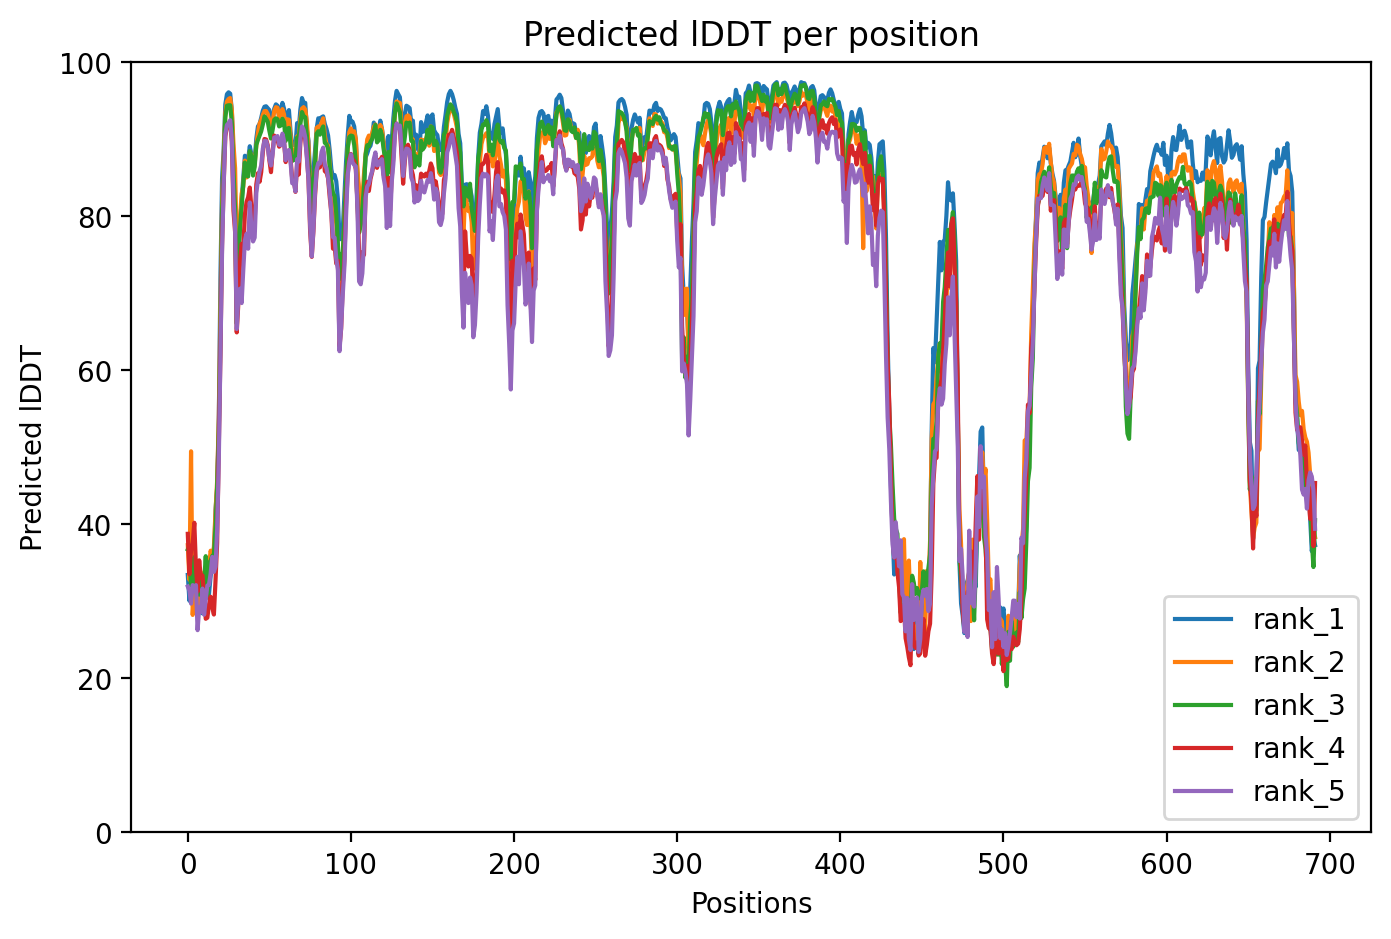 Predicted lDDT per position
100
80
60
40
20
0
Predicted lDDT
0 100 200 300 400 500 600 700
Positions
rank_1
rank_2
rank_3
rank_4
rank_5